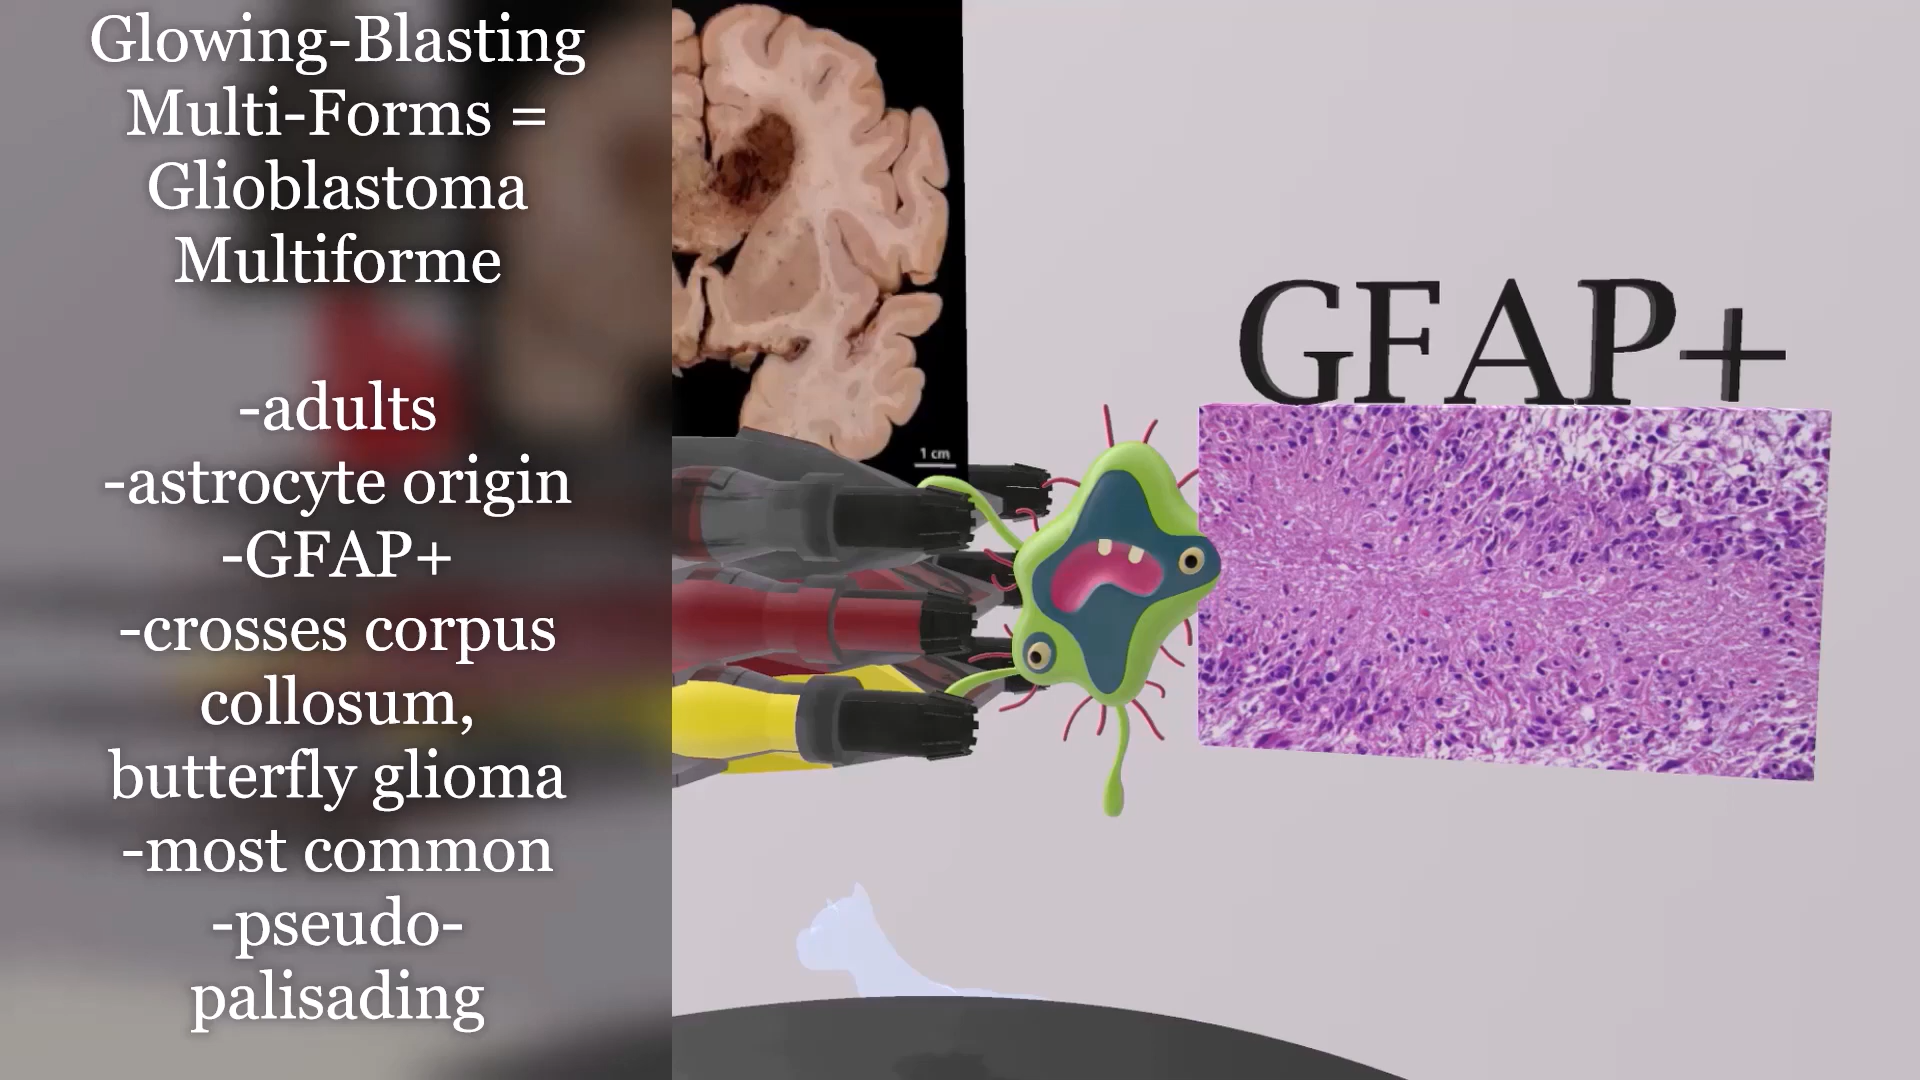 Glowing-Blasting
Multi-Forms =
Glioblastoma
Multiforme
-adults
-astrocyte origin
-GFAP+
-crosses corpus
collosum,
butterfly glioma
-most common
-pseudo-
palisading
1 cm
GFAP+